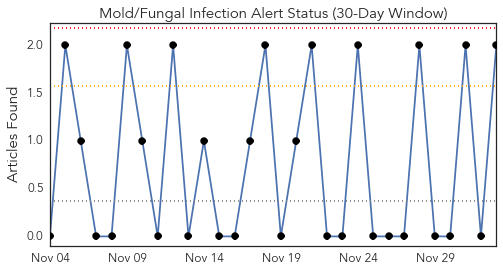 Mold/Fungal Infection Alert Status (30-Day Window)
Articles Found
2.0
1.5
1.0
0.5
0.0
Nov 04 Nov 09 Nov 14 Nov 19 Nov 24 Nov 29